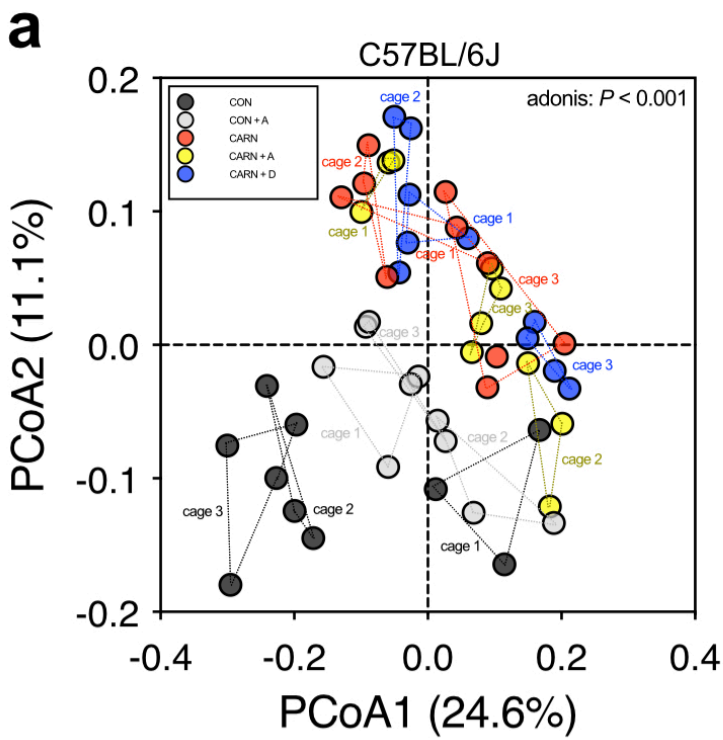 a
C57BL/6J
adonis: P < 0.001
CON
CON + A
CARN
CARN + A
CARN + D
cage 2
cage 2
cage 1
cage 1
cage 1
cage 3
cage 3
cage 3
cage 3
cage 1
cage 2
cage 2
cage 3
cage 2
cage 1
0.2
0.1
0.0
-0.1
-0.2
PCoA2 (11.1%)
-0.4
-0.2
0.0
0.2
0.4
PCoA1 (24.6%)